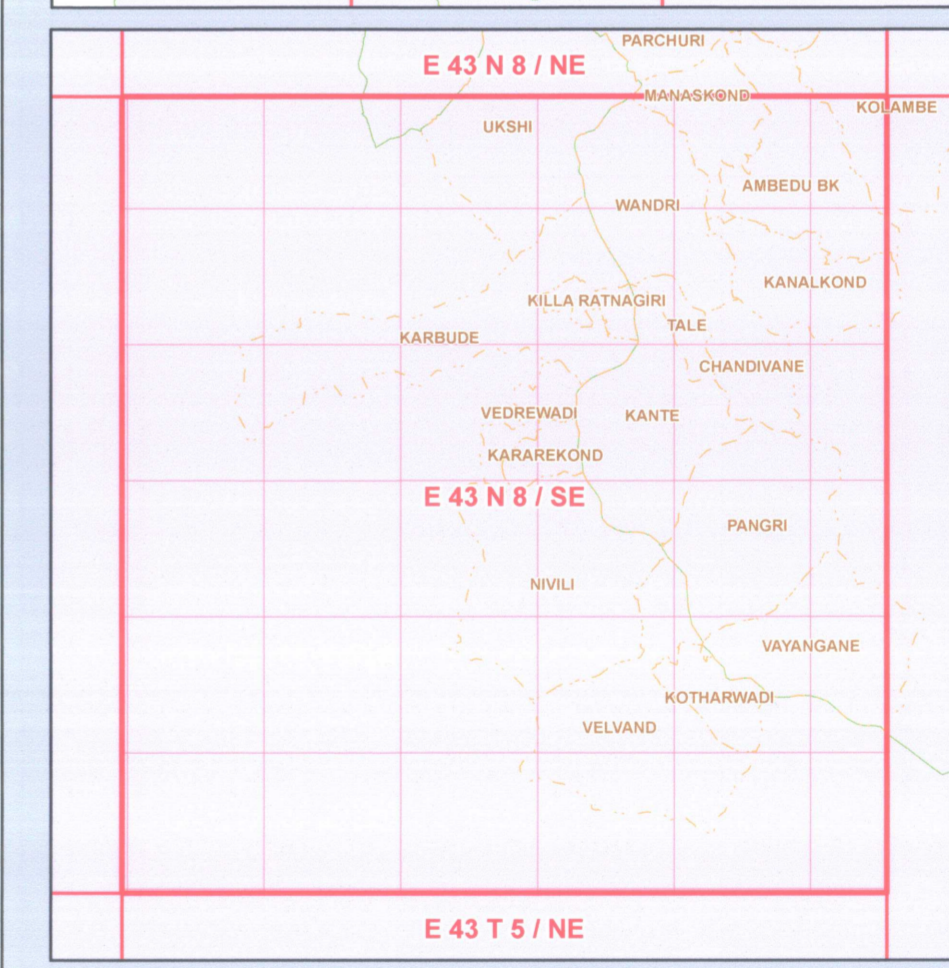 PARCHURI
E 43 N 8 / NE
MANASKOND
KOLAMBE
UKSHI
AMBEDU BK
WANDRI
KANALKOND
KILLA RATNAGIRI
TALE
KARBUDE
CHANDIVANE
VEDREWADI
KANTE
KARAREKOND
E 43 N 8 / SE
PANGRI
NIVILI
VAYANGANE
KOTHARWADI
VELVAND
E 43 T 5 / NE